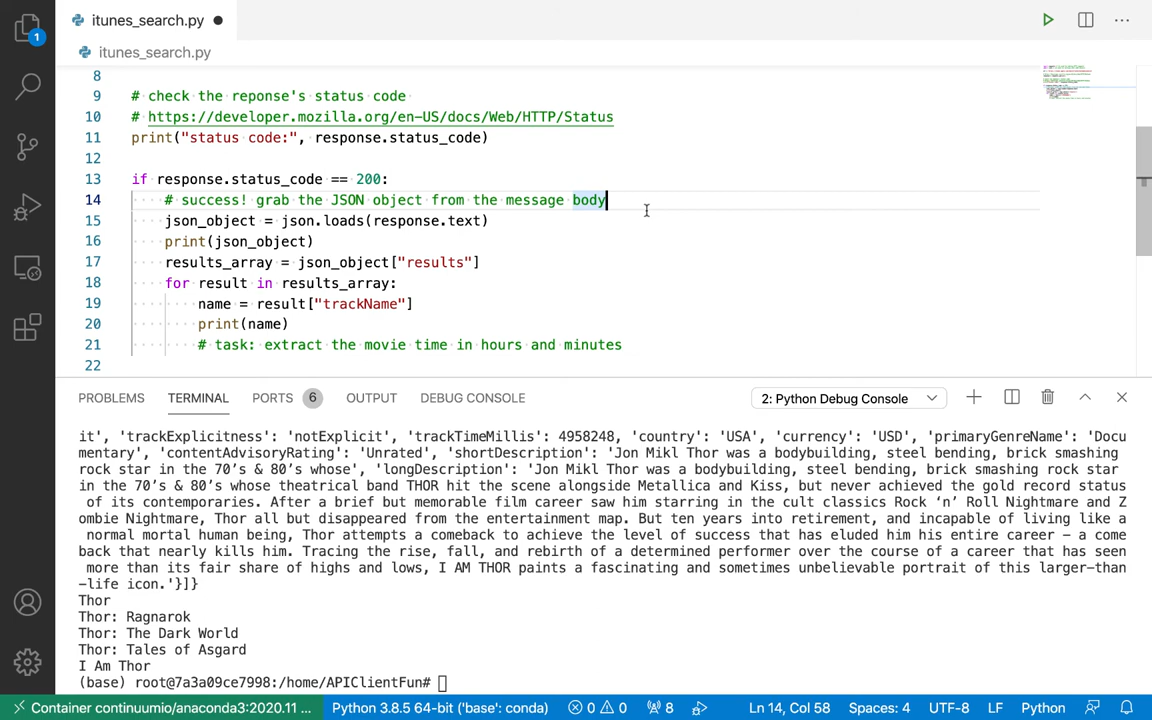 itunes_search.py
1
itunes_search.py
8
9 # check the reponse's status code
10 # https://developer.mozilla.org/en-US/docs/Web/HTTP/Status
11 print("status code:", response.status_code)
12
13 if response.status_code == 200:
14 # success! grab the JSON object from the message body
15 json_object = json.loads(response.text)
16 print(json_object)
17 results_array = json_object["results"]
18 for result in results_array:
19 name = result["trackName"]
20 print(name)
21 # task: extract the movie time in hours and minutes
22
PROBLEMS TERMINAL PORTS 6 OUTPUT DEBUG CONSOLE 2: Python Debug Console
it', 'trackExplicitness': 'notExplicit', 'trackTimeMillis': 4958248, 'country': 'USA', 'currency': 'USD', 'primaryGenreName': 'Docu
mentary', 'contentAdvisoryRating': 'Unrated', 'shortDescription': 'Jon Mikl Thor was a bodybuilding, steel bending, brick smashing
rock star in the 70’s & 80’s whose', 'longDescription': 'Jon Mikl Thor was a bodybuilding, steel bending, brick smashing rock star
in the 70’s & 80’s whose theatrical band THOR hit the scene alongside Metallica and Kiss, but never achieved the gold record status
of its contemporaries. After a brief but memorable film career saw him starring in the cult classics Rock ‘n’ Roll Nightmare and Z
ombie Nightmare, Thor all but disappeared from the entertainment map. But ten years into retirement, and incapable of living like a
normal mortal human being, Thor attempts a comeback to achieve the level of success that has eluded him his entire career – a come
back that nearly kills him. Tracing the rise, fall, and rebirth of a determined performer over the course of a career that has seen
more than its fair share of highs and lows, I AM THOR paints a fascinating and sometimes unbelievable portrait of this larger-than
-life icon.'}]}
Thor
Thor: Ragnarok
Thor: The Dark World
Thor: Tales of Asgard
I Am Thor
(base) root@7a3a09ce7998:/home/APIClientFun#
Container continuumio/anaconda3:2020.11 ... Python 3.8.5 64-bit ('base': conda) 0 0 8 Ln 14, Col 58 Spaces: 4 UTF-8 LF Python